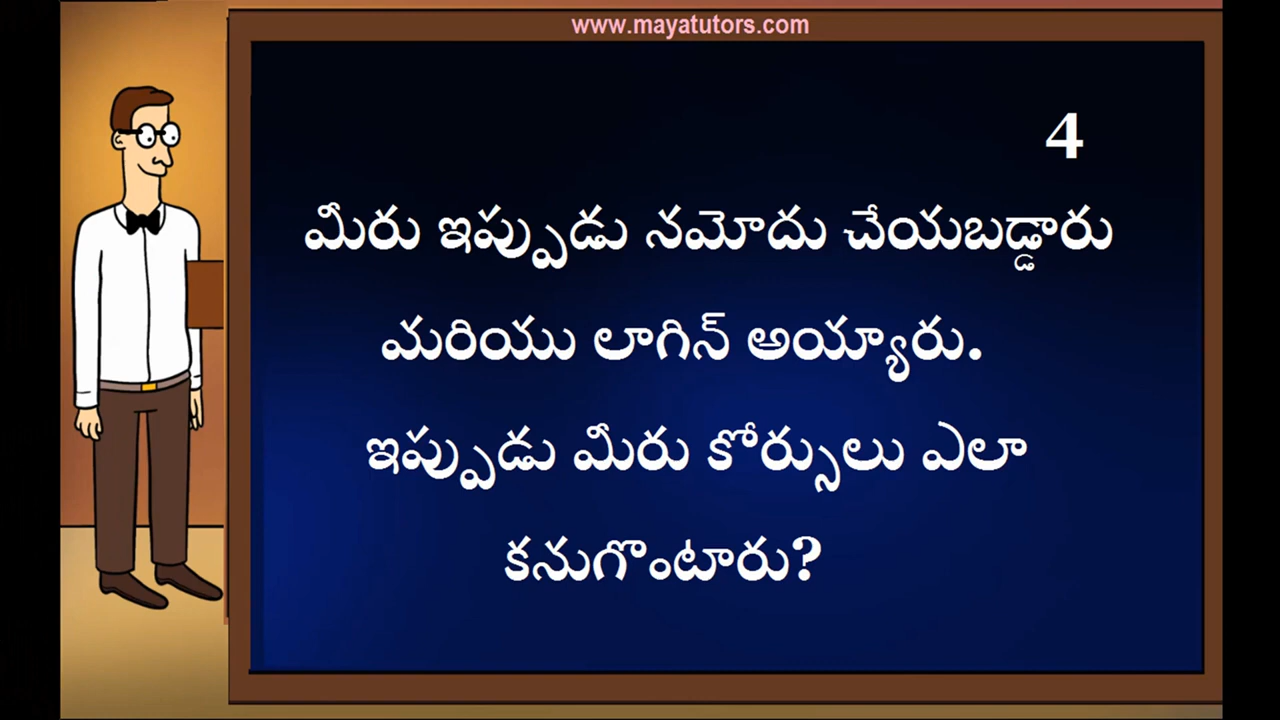 www.mayatutors.com
4
మీరు ఇప్పుడు నమోదు చేయబడ్డారు
మరియు లాగిన్ అయ్యారు.
ఇప్పుడు మీరు కోర్సులు ఎలా
కనుగొంటారు?